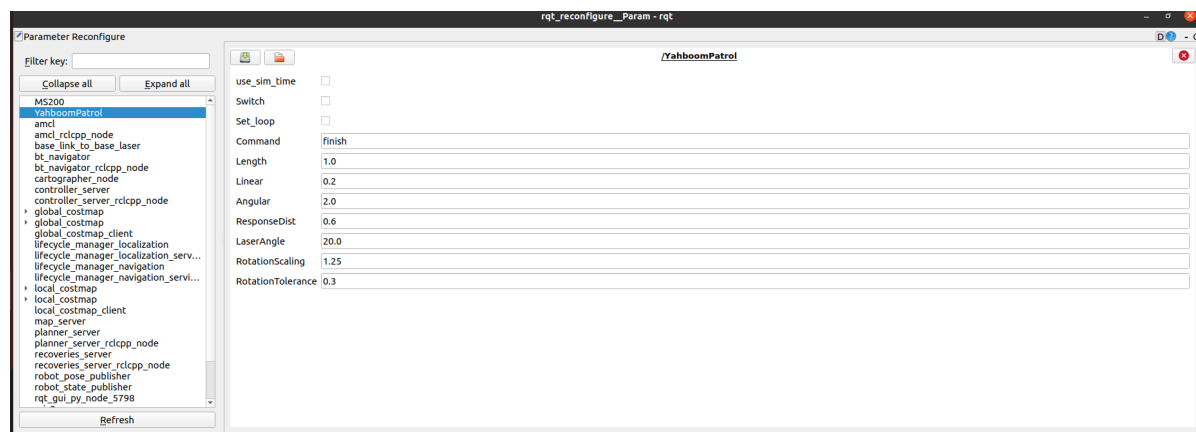 rqt_reconfigure__Param - rqt
Parameter Reconfigure
D
Filter key:
Collapse all Expand all
MS200
YahboomPatrol
amcl
amcl_rclcpp_node
base_link_to_base_laser
bt_navigator
bt_navigator_rclcpp_node
cartographer_node
controller_server
controller_server_rclcpp_node
global_costmap
global_costmap
global_costmap_client
lifecycle_manager_localization
lifecycle_manager_localization_serv...
lifecycle_manager_navigation
lifecycle_manager_navigation_servi...
local_costmap
local_costmap
local_costmap_client
map_server
planner_server
planner_server_rclcpp_node
recoveries_server
recoveries_server_rclcpp_node
robot_pose_publisher
robot_state_publisher
rqt_gui_py_node_5798
Refresh
/YahboomPatrol
use_sim_time
Switch
Set_loop
Command finish
Length 1.0
Linear 0.2
Angular 2.0
ResponseDist 0.6
LaserAngle 20.0
RotationScaling 1.25
RotationTolerance 0.3